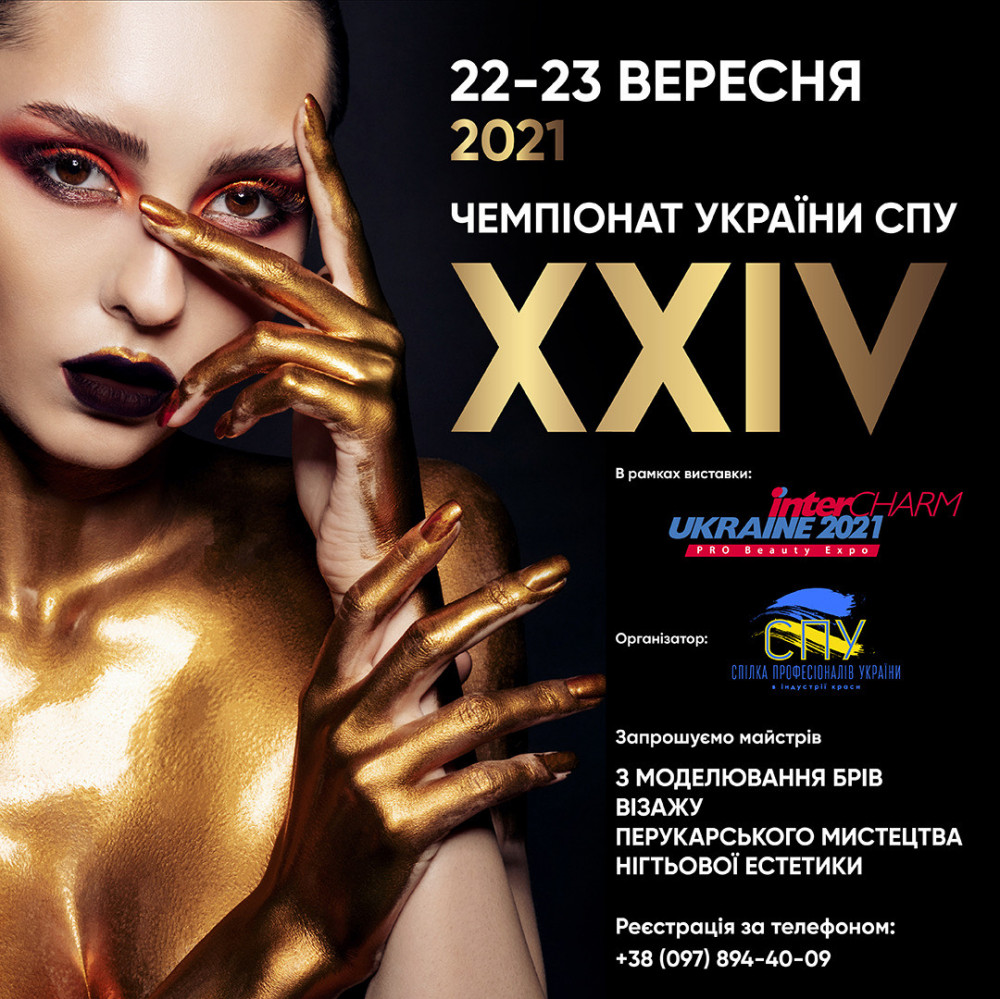 22-23 ВЕРЕСНЯ
2021
ЧЕМПІОНАТ УКРАЇНИ СПУ
XXIV
В рамках виставки:
interCHARM
UKRAINE 2021
PRO Beauty Expo
Організатор:
СПУ
СПІЛКА ПРОФЕСІОНАЛІВ УКРАЇНИ
в індустрії краси
Запрошуємо майстрів
З МОДЕЛЮВАННЯ БРІВ
ВІЗАЖУ
ПЕРУКАРСЬКОГО МИСТЕЦТВА
НІГТЬОВОЇ ЕСТЕТИКИ
Реєстрація за телефоном:
+38 (097) 894-40-09